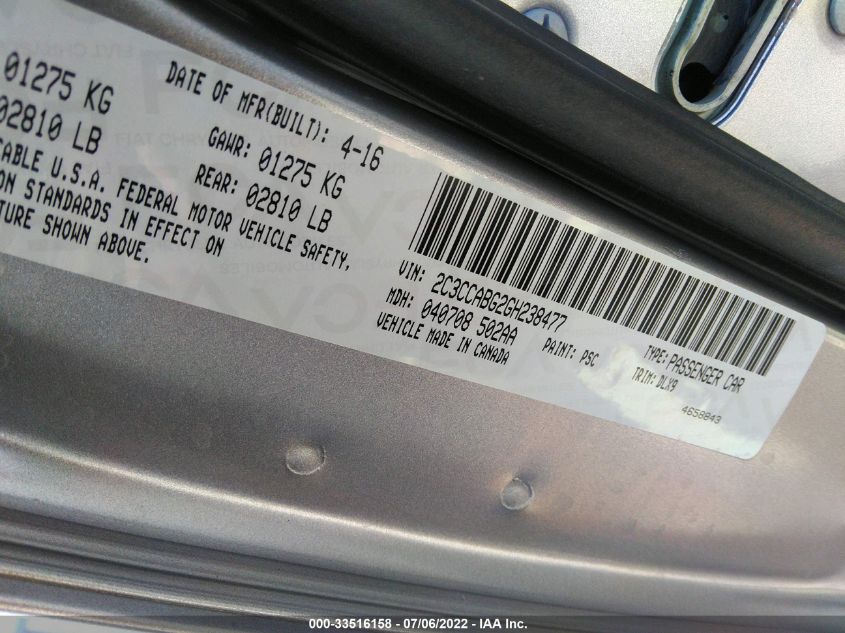 01275 KG
02810 LB
CABLE U.S.A. FEDERAL MOTOR VEHICLE SAFETY,
ON STANDARDS IN EFFECT ON
TURE SHOWN ABOVE.
DATE OF MFR(BUILT): 4-16
GAWR: 01275 KG
REAR: 02810 LB
VIN: 2C3CCABG2GH238477
MDH: 040708 502AA
VEHICLE MADE IN CANADA
PAINT: PSC
TYPE: PASSENGER CAR
TRIM: DLX9
4658843
000-33516158 - 07/06/2022 - IAA Inc.